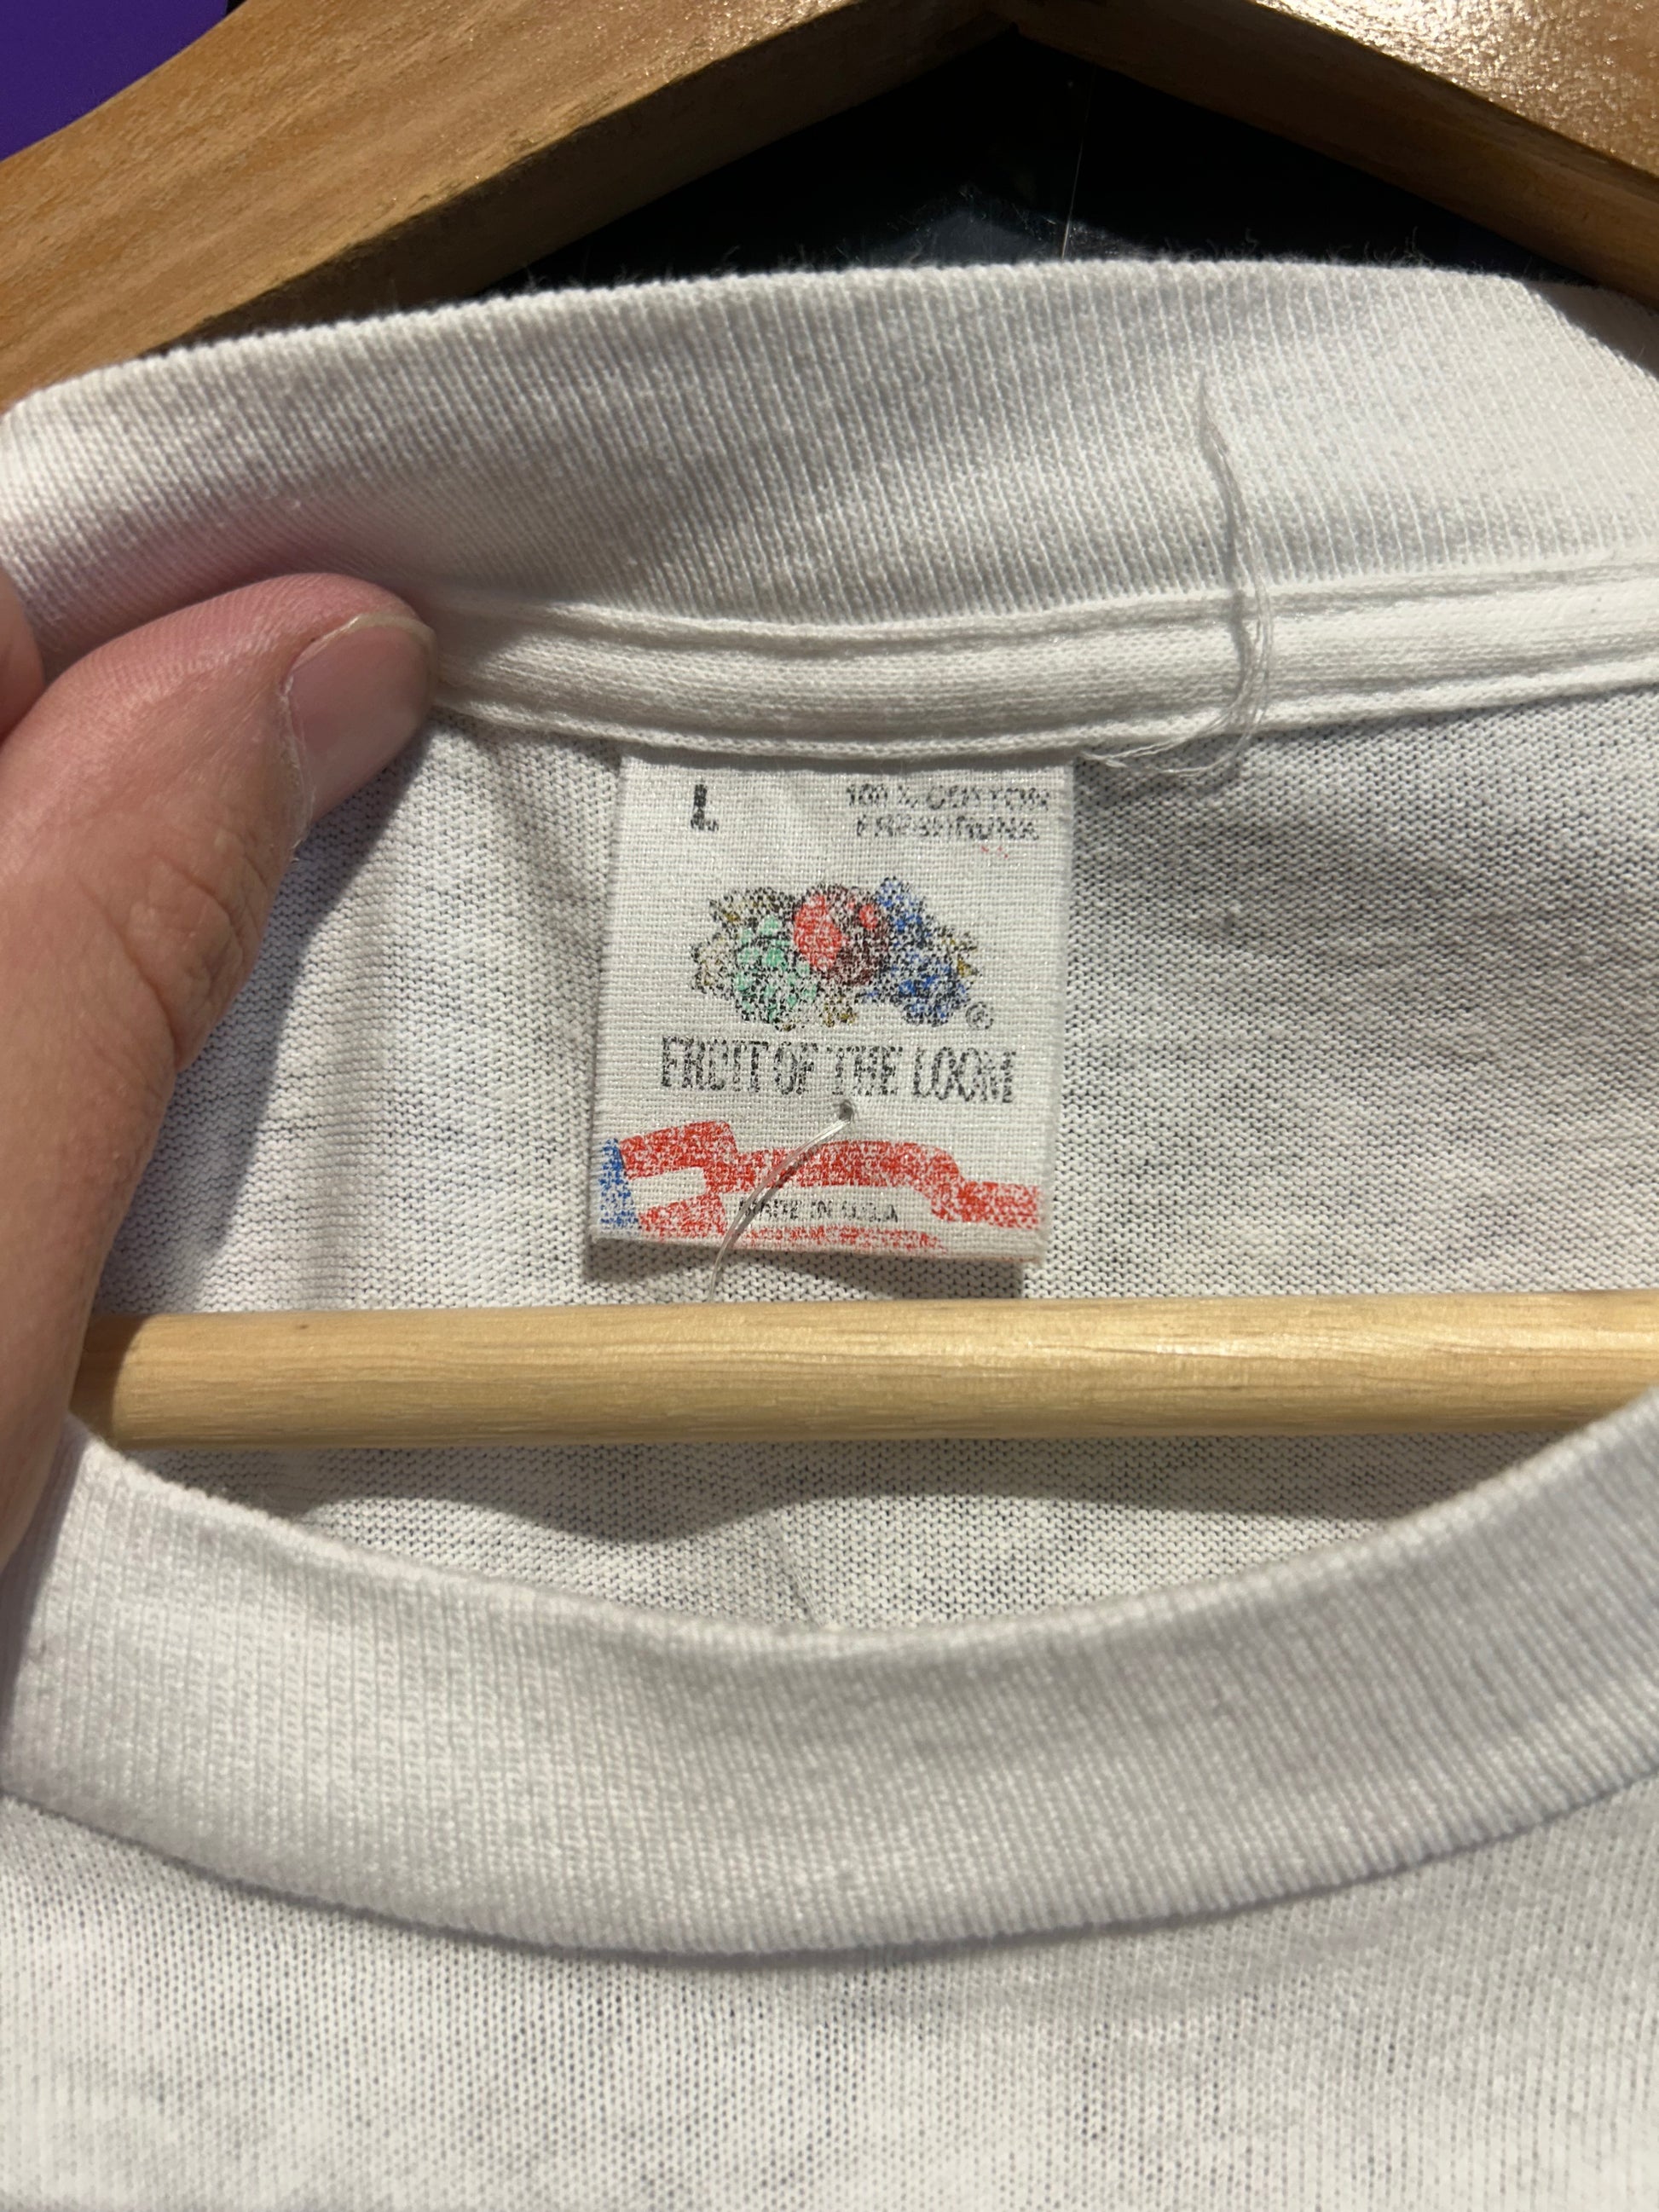 L
100% COTTON
PRESHRUNK
®
FRUIT OF THE LOOM
MADE IN U.S.A